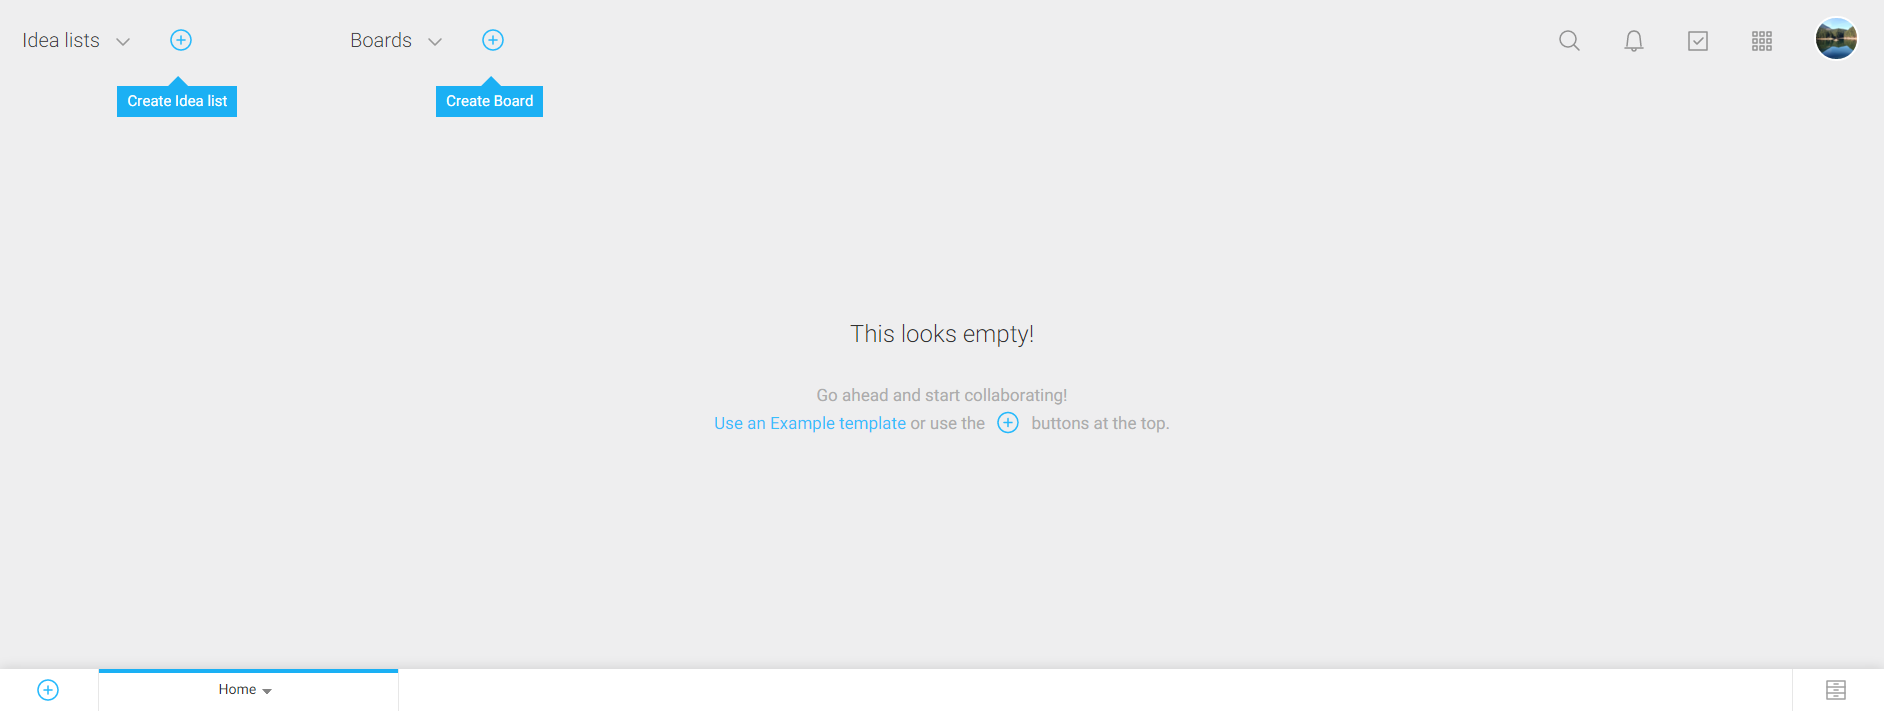 Idea lists
Boards
Create Idea list
Create Board
This looks empty!
Go ahead and start collaborating!
Use an Example template or use the buttons at the top.
Home